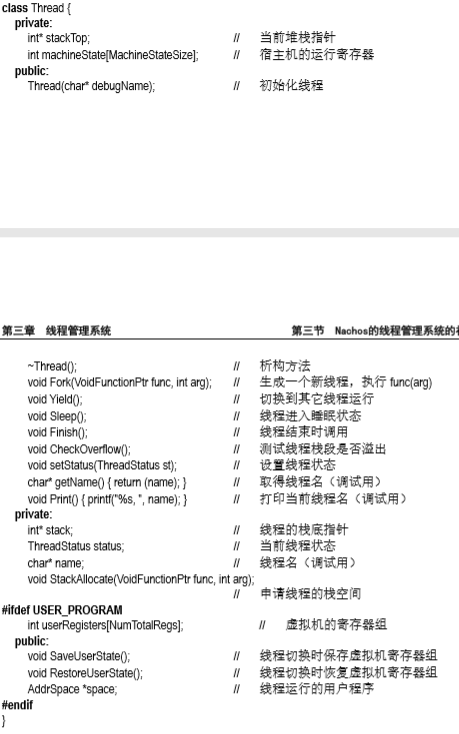 class Thread {
private:
int* stackTop; // 当前堆栈指针
int machineState[MachineStateSize]; // 宿主机的运行寄存器
public:
Thread(char* debugName); // 初始化线程
第三章 线程管理系统 第三节 Nachos的线程管理系统的
~Thread(); // 析构方法
void Fork(VoidFunctionPtr func, int arg); // 生成一个新线程，执行 func(arg)
void Yield(); // 切换到其它线程运行
void Sleep(); // 线程进入睡眠状态
void Finish(); // 线程结束时调用
void CheckOverflow(); // 测试线程栈段是否溢出
void setStatus(ThreadStatus st); // 设置线程状态
char* getName() { return (name); } // 取得线程名（调试用）
void Print() { printf("%s, ", name); } // 打印当前线程名（调试用）
private:
int* stack; // 线程的栈底指针
ThreadStatus status; // 当前线程状态
char* name; // 线程名（调试用）
void StackAllocate(VoidFunctionPtr func, int arg);
// 申请线程的栈空间
#ifdef USER_PROGRAM
int userRegisters[NumTotalRegs]; // 虚拟机的寄存器组
public:
void SaveUserState(); // 线程切换时保存虚拟机寄存器组
void RestoreUserState(); // 线程切换时恢复虚拟机寄存器组
AddrSpace *space; // 线程运行的用户程序
#endif
}